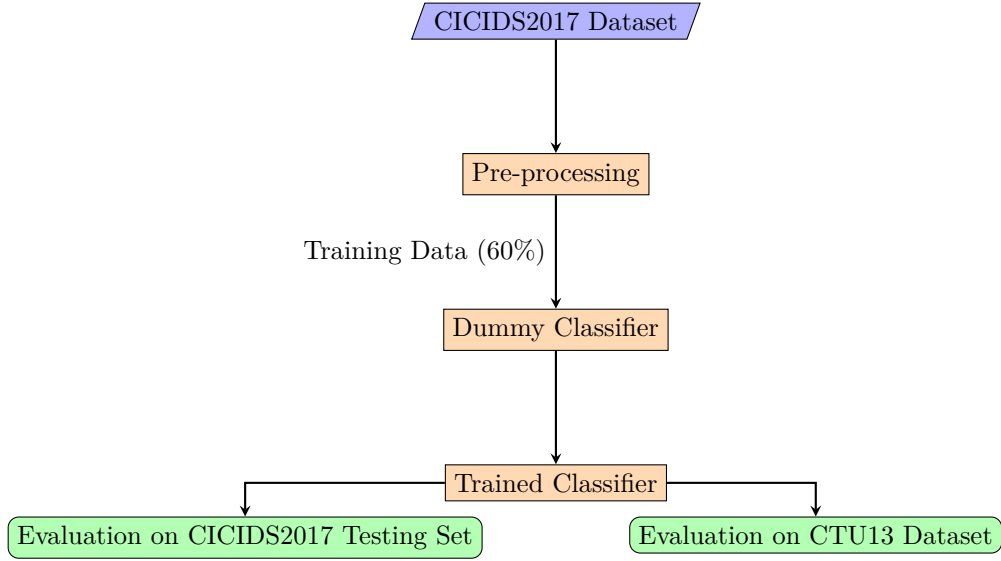 CICIDS2017 Dataset
Pre-processing
Training Data (60%)
Dummy Classifier
Trained Classifier
Evaluation on CICIDS2017 Testing Set
Evaluation on CTU13 Dataset